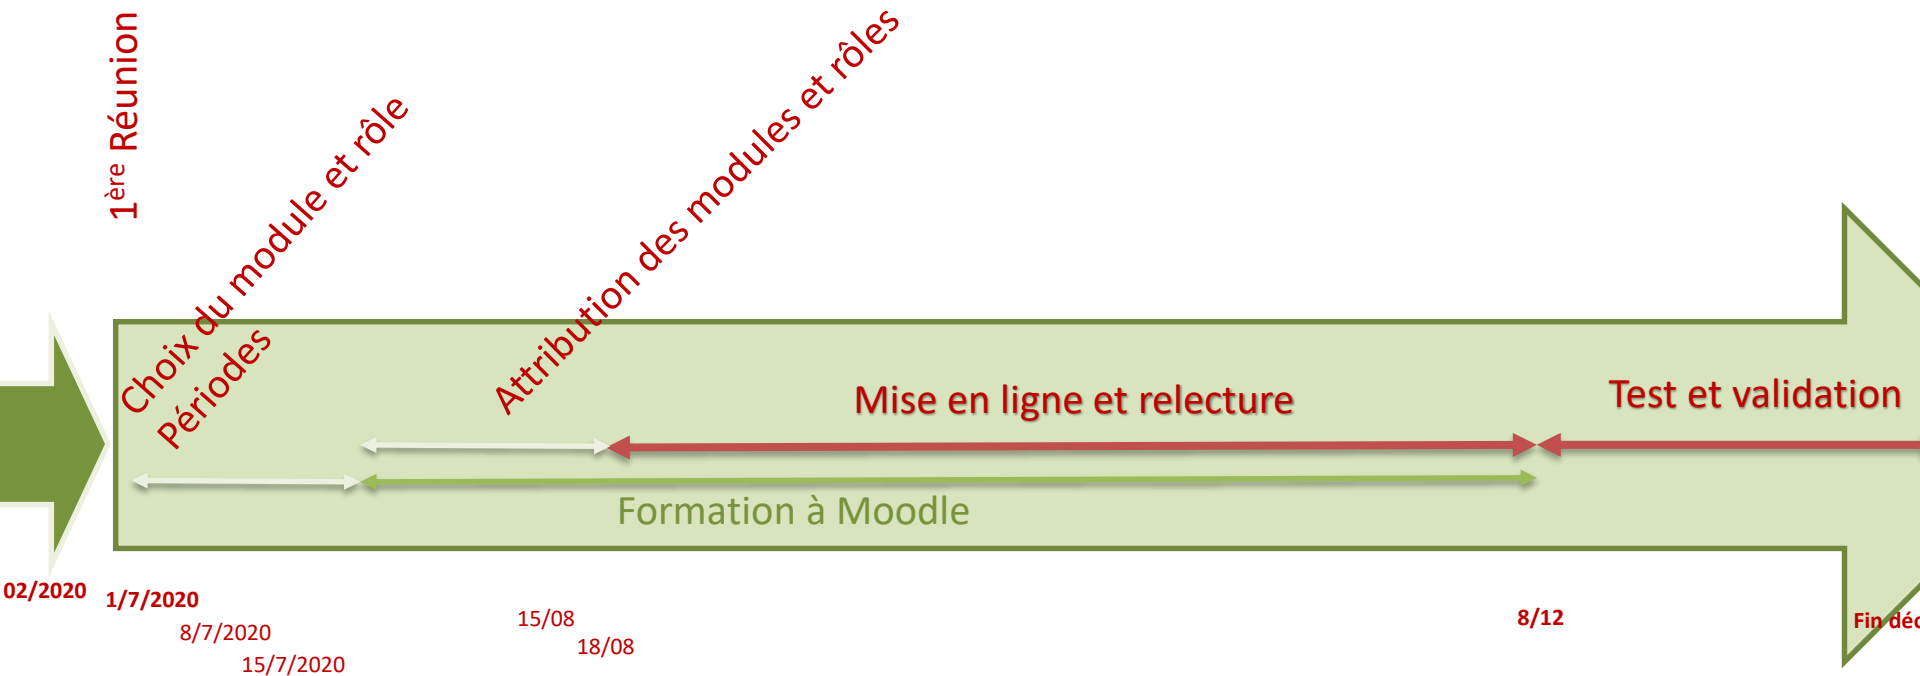 1ère Réunion
Choix du module et rôle
Périodes
Attribution des modules et rôles
Mise en ligne et relecture
Test et validation
Formation à Moodle
02/2020
1/7/2020
8/7/2020
15/7/2020
15/08
18/08
8/12
Fin déc